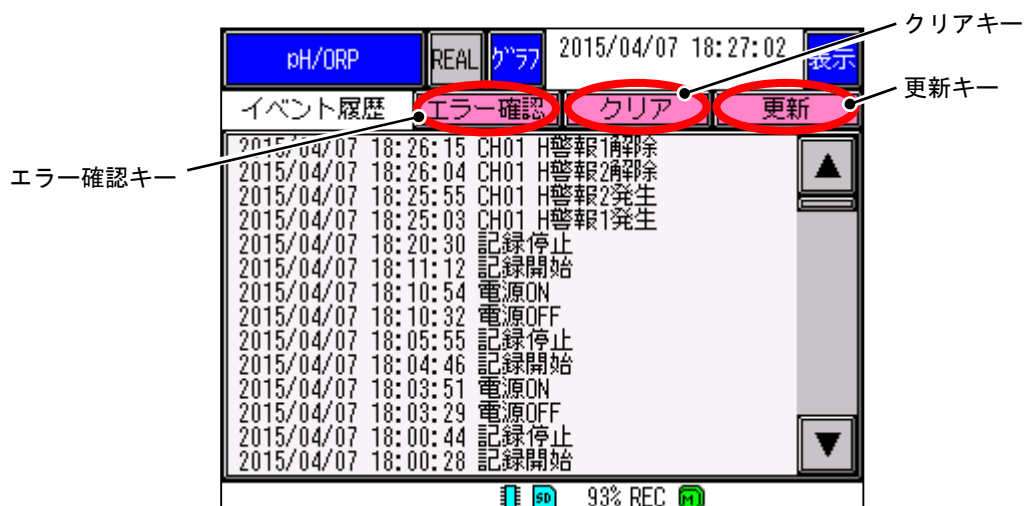 クリアキー
pH/ORP REAL グラフ 2015/04/07 18:27:02 表示
更新キー
イベント履歴 エラー確認 クリア 更新
エラー確認キー
2015/04/07 18:26:15 CH01 H警報1解除
2015/04/07 18:26:04 CH01 H警報2解除
2015/04/07 18:25:55 CH01 H警報2発生
2015/04/07 18:25:03 CH01 H警報1発生
2015/04/07 18:20:30 記録停止
2015/04/07 18:11:12 記録開始
2015/04/07 18:10:54 電源ON
2015/04/07 18:10:32 電源OFF
2015/04/07 18:05:55 記録停止
2015/04/07 18:04:46 記録開始
2015/04/07 18:03:51 電源ON
2015/04/07 18:03:29 電源OFF
2015/04/07 18:00:44 記録停止
2015/04/07 18:00:28 記録開始
SD 93% REC M